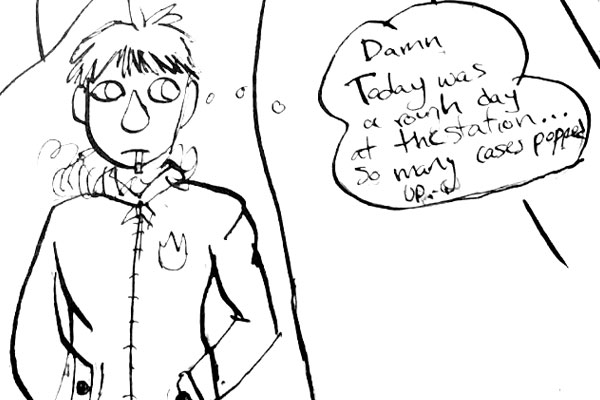 Damn
Today was
a rough day
at the station...
so many cases popped
up...